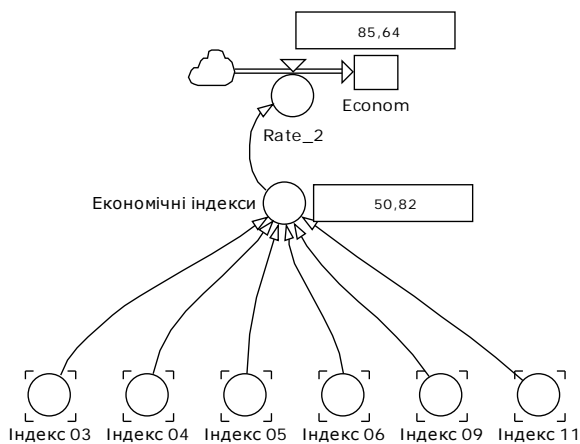 85,64
Econom
Rate_2
Економічні індекси
50,82
Індекс 03
Індекс 04
Індекс 05
Індекс 06
Індекс 09
Індекс 11